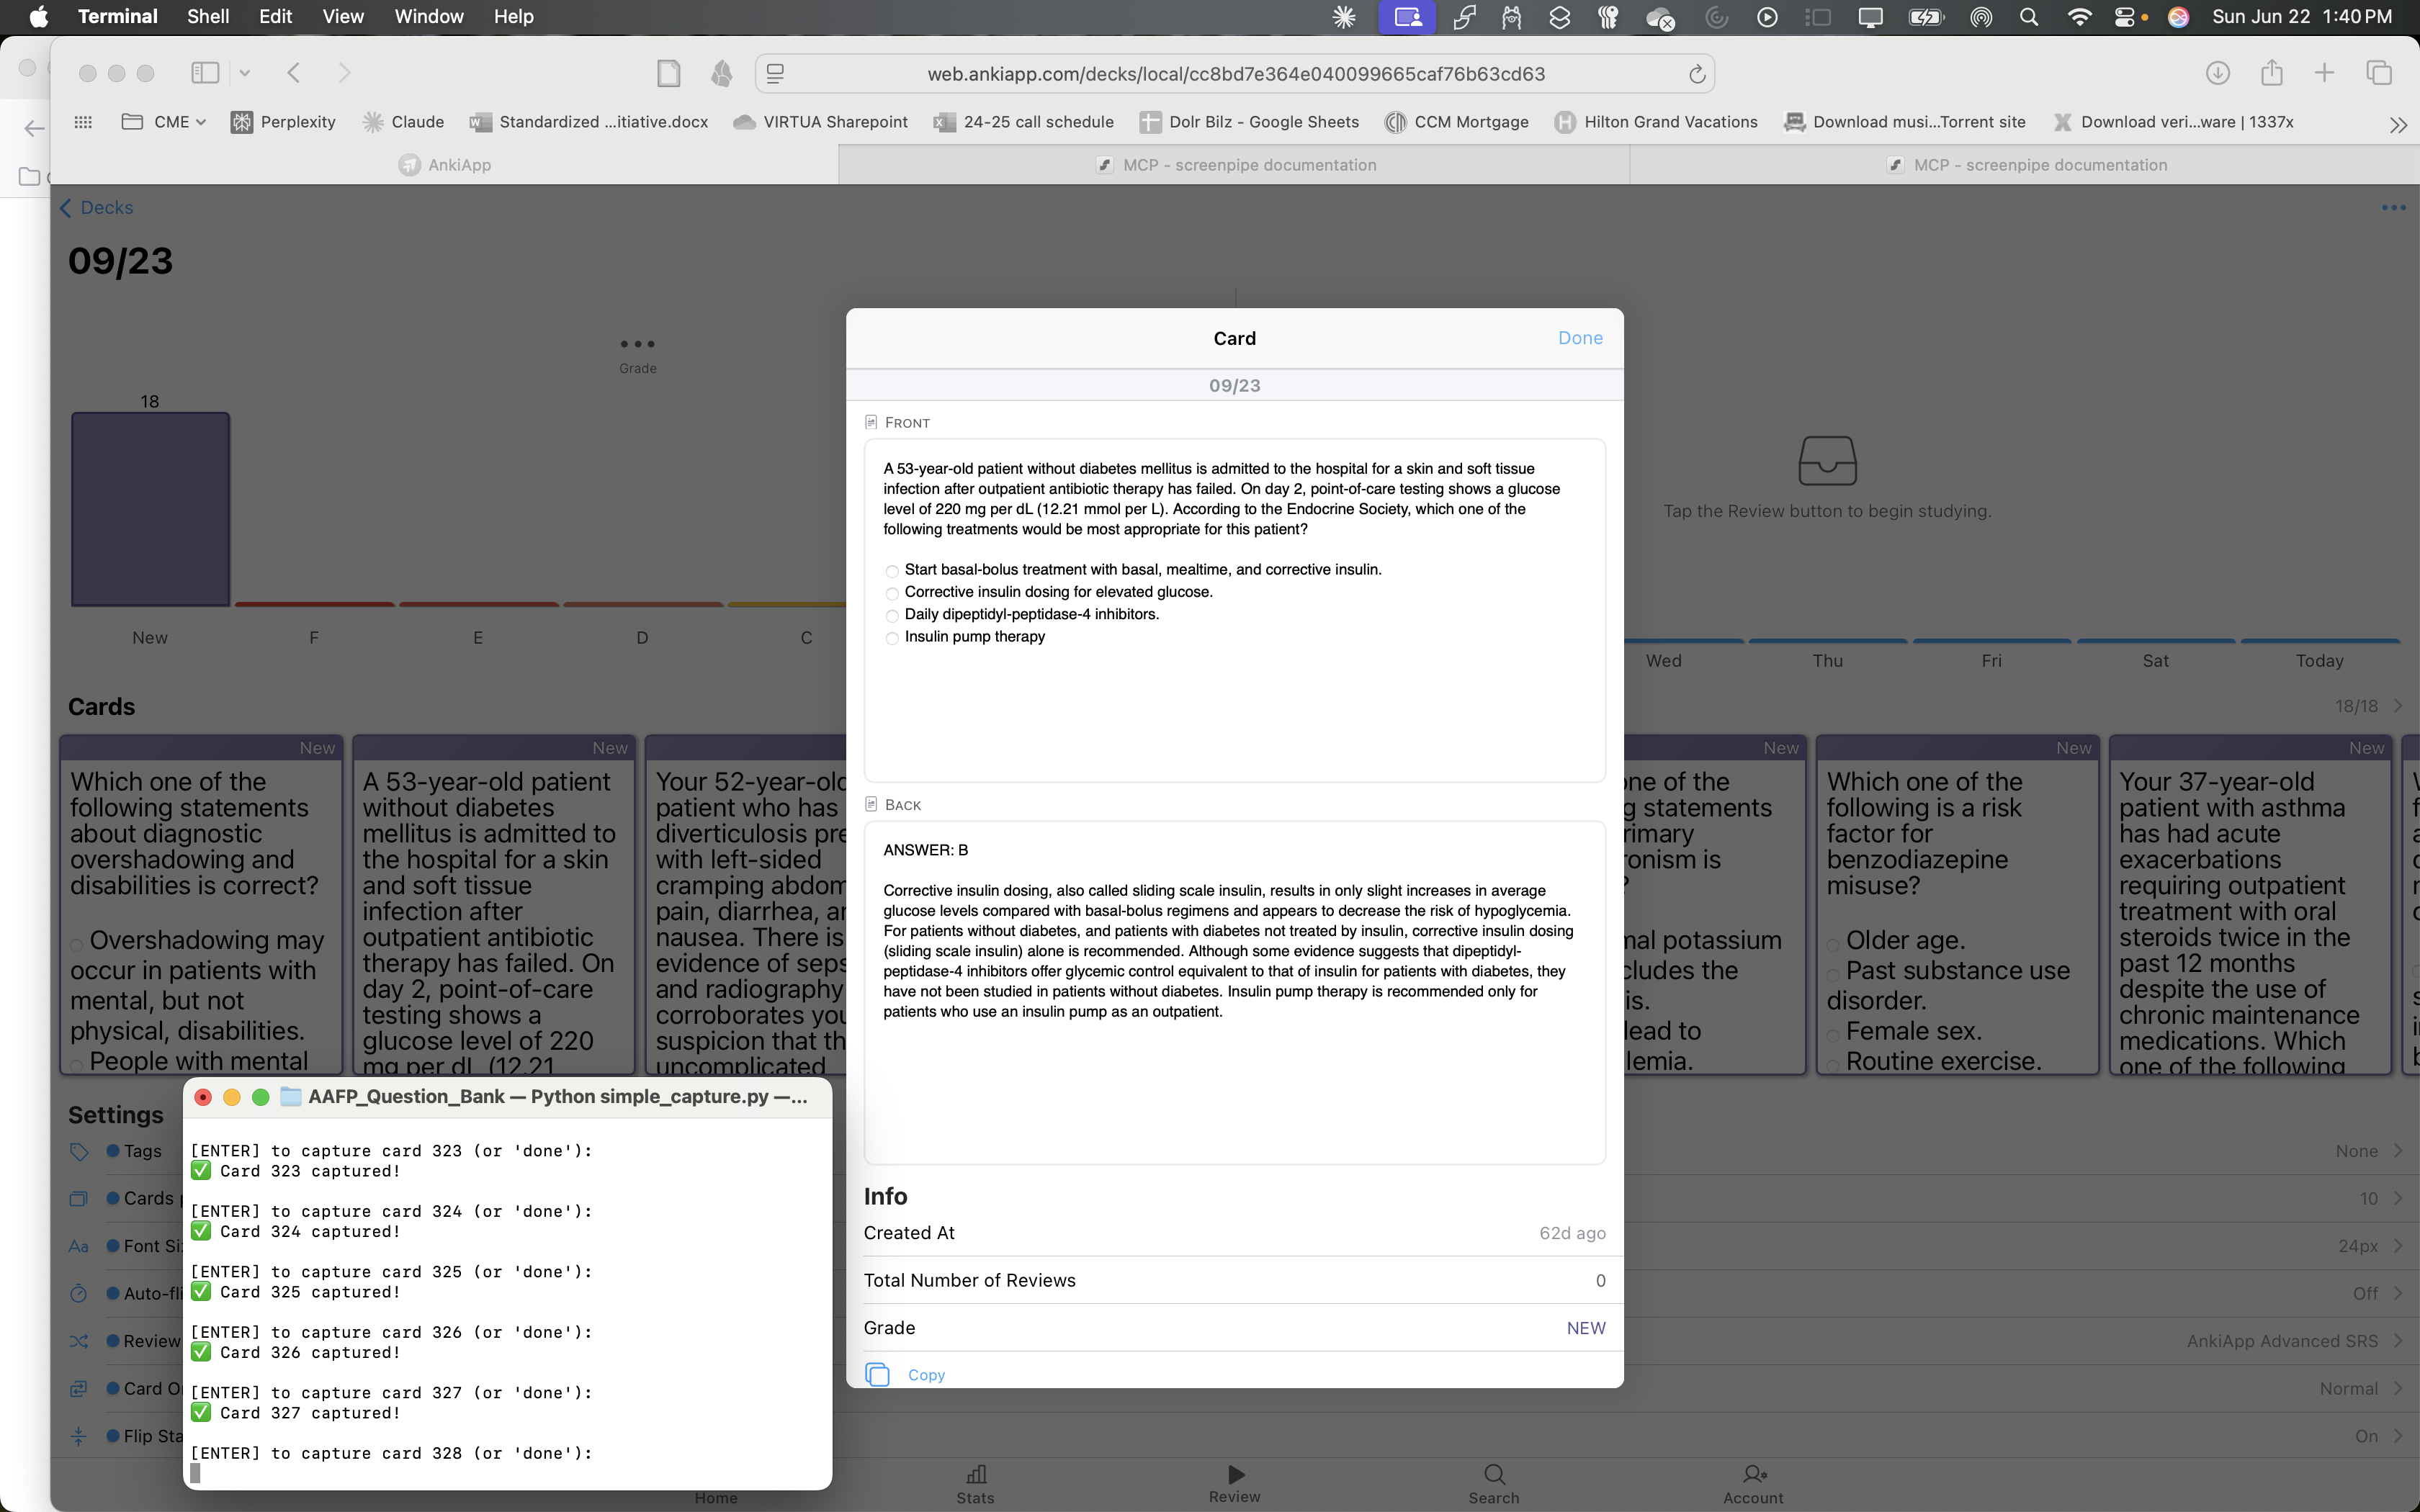 Terminal Shell Edit View Window Help
Sun Jun 22 1:40 PM
web.ankiapp.com/decks/local/cc8bd7e364e040099665caf76b63cd63
CME Perplexity Claude Standardized ...itiative.docx VIRTUA Sharepoint 24-25 call schedule Dolr Bilz - Google Sheets CCM Mortgage Hilton Grand Vacations Download musi...Torrent site Download veri...ware | 1337x
AnkiApp MCP - screenpipe documentation MCP - screenpipe documentation
Decks
09/23
Grade
18
New F E D C
Tap the Review button to begin studying.
Wed Thu Fri Sat Today
Cards
18/18
New
Which one of the
following statements
about diagnostic
overshadowing and
disabilities is correct?
Overshadowing may
occur in patients with
mental, but not
physical, disabilities.
People with mental
New
A 53-year-old patient
without diabetes
mellitus is admitted to
the hospital for a skin
and soft tissue
infection after
outpatient antibiotic
therapy has failed. On
day 2, point-of-care
testing shows a
glucose level of 220
mg per dL (12.21
Your 52-year-old
patient who has
diverticulosis pre
with left-sided
cramping abdom
pain, diarrhea, an
nausea. There is
evidence of seps
and radiography
corroborates you
suspicion that th
uncomplicated
Card
Done
09/23
FRONT
A 53-year-old patient without diabetes mellitus is admitted to the hospital for a skin and soft tissue
infection after outpatient antibiotic therapy has failed. On day 2, point-of-care testing shows a glucose
level of 220 mg per dL (12.21 mmol per L). According to the Endocrine Society, which one of the
following treatments would be most appropriate for this patient?
Start basal-bolus treatment with basal, mealtime, and corrective insulin.
Corrective insulin dosing for elevated glucose.
Daily dipeptidyl-peptidase-4 inhibitors.
Insulin pump therapy
BACK
ANSWER: B
Corrective insulin dosing, also called sliding scale insulin, results in only slight increases in average
glucose levels compared with basal-bolus regimens and appears to decrease the risk of hypoglycemia.
For patients without diabetes, and patients with diabetes not treated by insulin, corrective insulin dosing
(sliding scale insulin) alone is recommended. Although some evidence suggests that dipeptidyl-
peptidase-4 inhibitors offer glycemic control equivalent to that of insulin for patients with diabetes, they
have not been studied in patients without diabetes. Insulin pump therapy is recommended only for
patients who use an insulin pump as an outpatient.
Info
Created At 62d ago
Total Number of Reviews 0
Grade NEW
Copy
New
one of the
g statements
rimary
ronism is
?
nal potassium
cludes the
is.
lead to
lemia.
New
Which one of the
following is a risk
factor for
benzodiazepine
misuse?
Older age.
Past substance use
disorder.
Female sex.
Routine exercise.
New
Your 37-year-old
patient with asthma
has had acute
exacerbations
requiring outpatient
treatment with oral
steroids twice in the
past 12 months
despite the use of
chronic maintenance
medications. Which
one of the following
Settings
Tags None
Cards p 10
Aa Font Si 24px
Auto-fli Off
Review AnkiApp Advanced SRS
Card O Normal
Flip Sta On
AAFP_Question_Bank — Python simple_capture.py —...
[ENTER] to capture card 323 (or 'done'):
✅ Card 323 captured!
[ENTER] to capture card 324 (or 'done'):
✅ Card 324 captured!
[ENTER] to capture card 325 (or 'done'):
✅ Card 325 captured!
[ENTER] to capture card 326 (or 'done'):
✅ Card 326 captured!
[ENTER] to capture card 327 (or 'done'):
✅ Card 327 captured!
[ENTER] to capture card 328 (or 'done'):
Home Stats Review Search Account